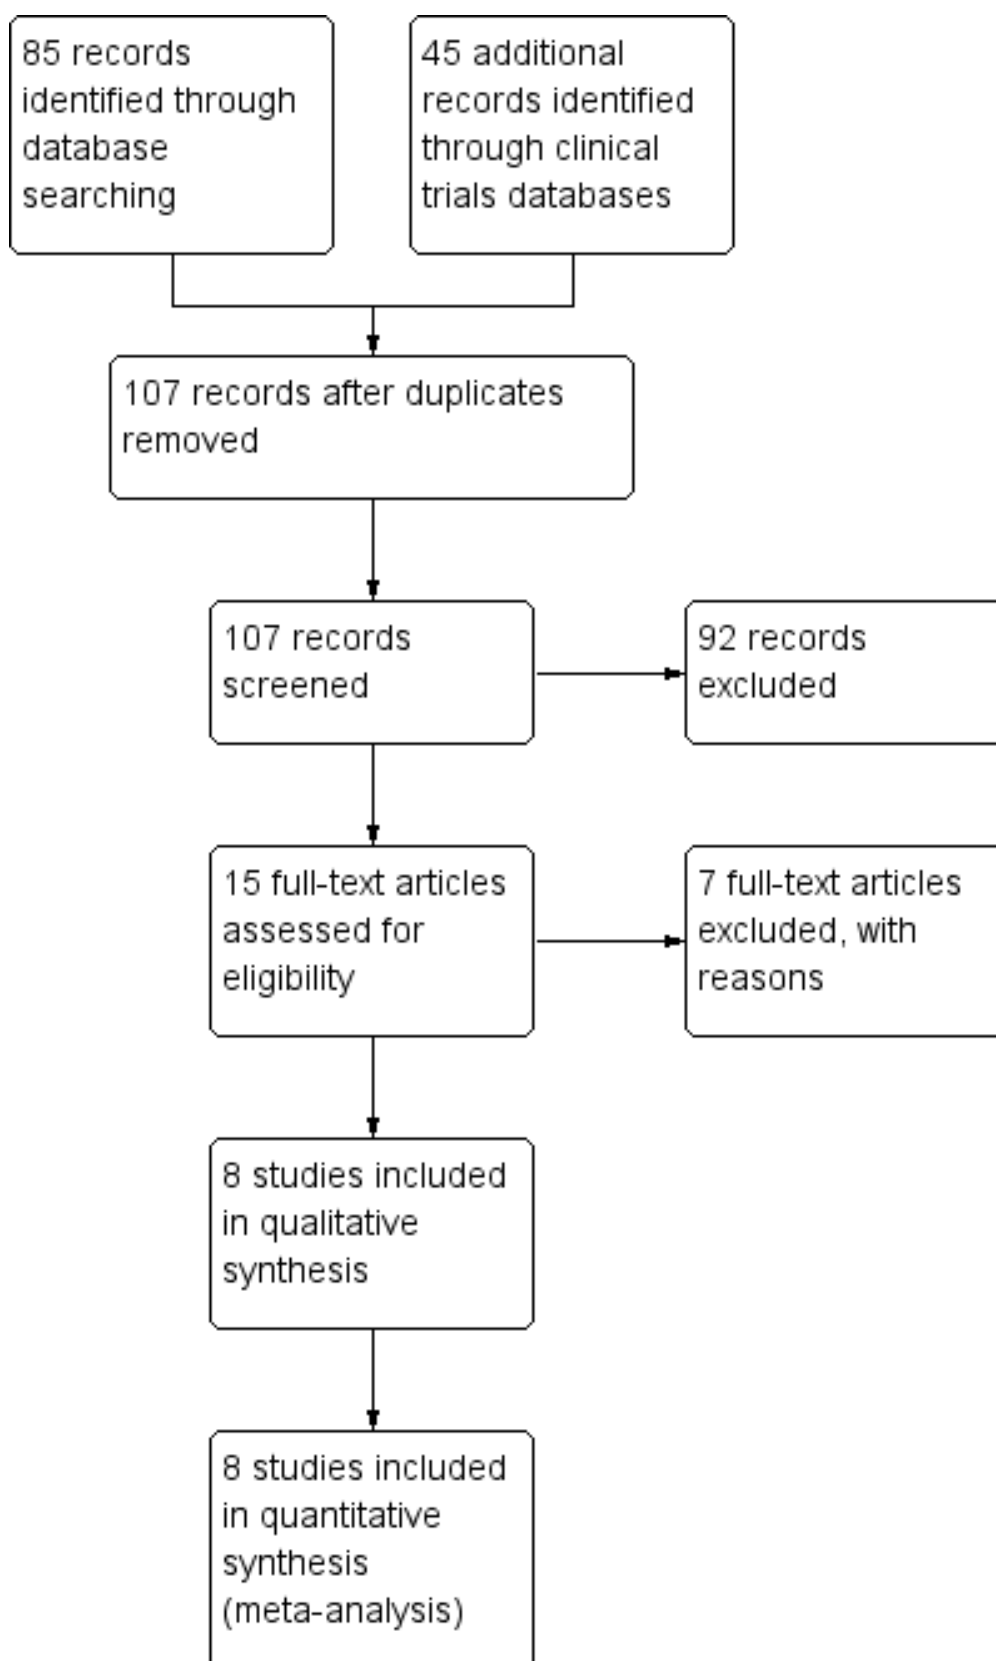 85 records
identified through
database
searching
45 additional
records identified
through clinical
trials databases
107 records after duplicates
removed
107 records
screened
92 records
excluded
15 full-text articles
assessed for
eligibility
7 full-text articles
excluded, with
reasons
8 studies included
in qualitative
synthesis
8 studies included
in quantitative
synthesis
(meta-analysis)